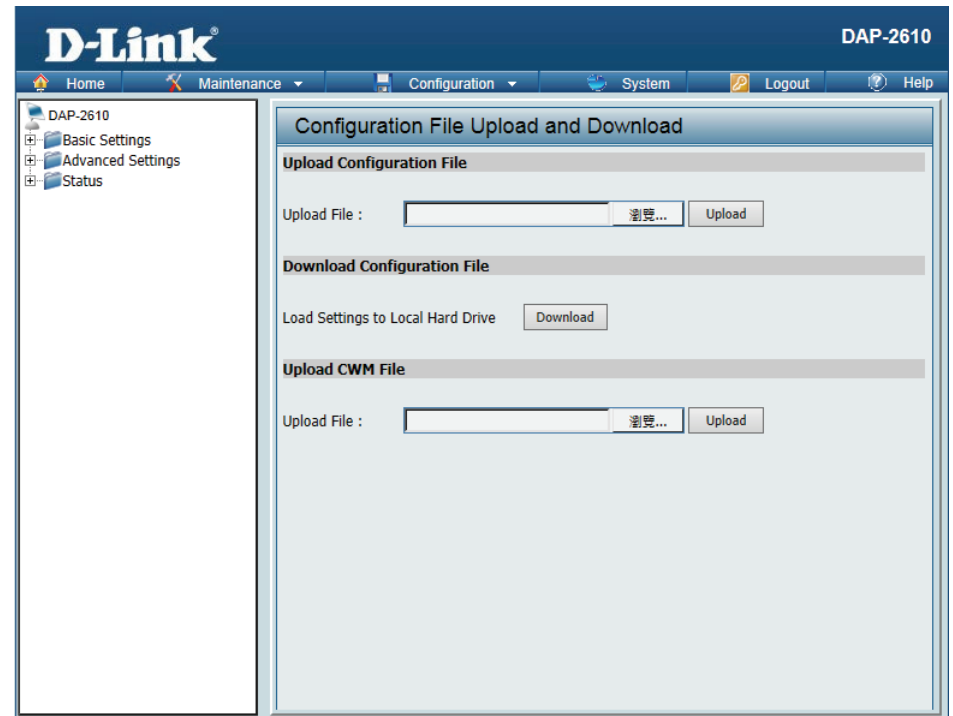 D-Link®
DAP-2610
Home
Maintenance
Configuration
System
Logout
Help
DAP-2610
Basic Settings
Advanced Settings
Status
Configuration File Upload and Download
Upload Configuration File
Upload File :
瀏覽...
Upload
Download Configuration File
Load Settings to Local Hard Drive
Download
Upload CWM File
Upload File :
瀏覽...
Upload